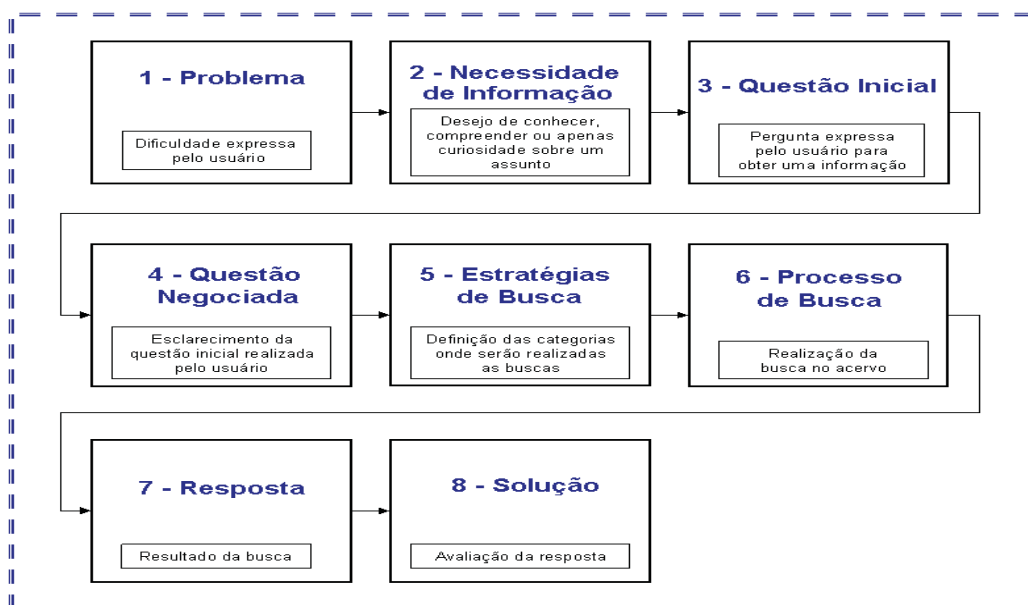 1 - Problema
Dificuldade expressa
pelo usuário
2 - Necessidade
de Informação
Desejo de conhecer,
compreender ou apenas
curiosidade sobre um
assunto
3 - Questão Inicial
Pergunta expressa
pelo usuário para
obter uma informação
4 - Questão
Negociada
Esclarecimento da
questão inicial realizada
pelo usuário
5 - Estratégias
de Busca
Definição das categorias
onde serão realizadas
as buscas
6 - Processo
de Busca
Realização da
busca no acervo
7 - Resposta
Resultado da busca
8 - Solução
Avaliação da resposta